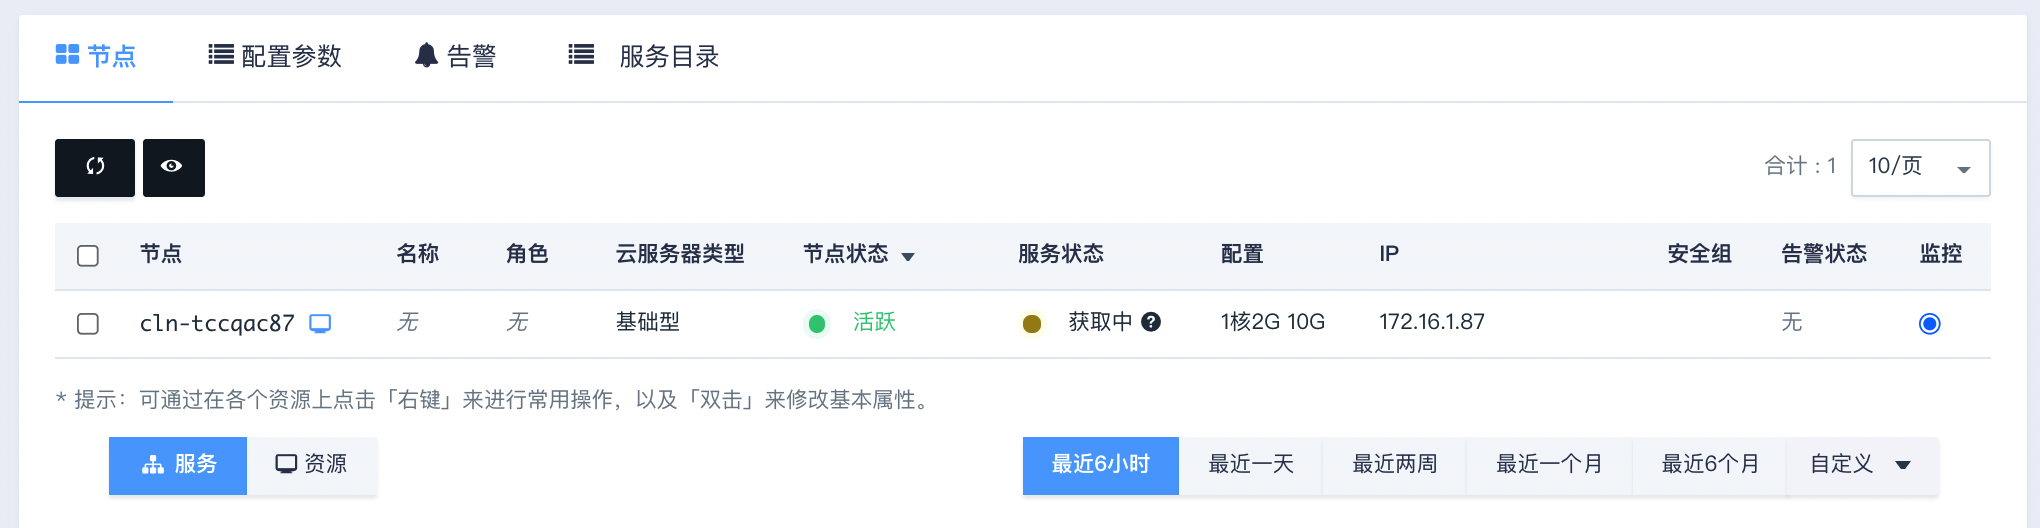 节点 配置参数 告警 服务目录
合计 : 1 10/页
节点 名称 角色 云服务器类型 节点状态 服务状态 配置 IP 安全组 告警状态 监控
cln-tccqac87 无 无 基础型 活跃 获取中 1核2G 10G 172.16.1.87 无
* 提示：可通过在各个资源上点击「右键」来进行常用操作，以及「双击」来修改基本属性。
服务 资源 最近6小时 最近一天 最近两周 最近一个月 最近6个月 自定义